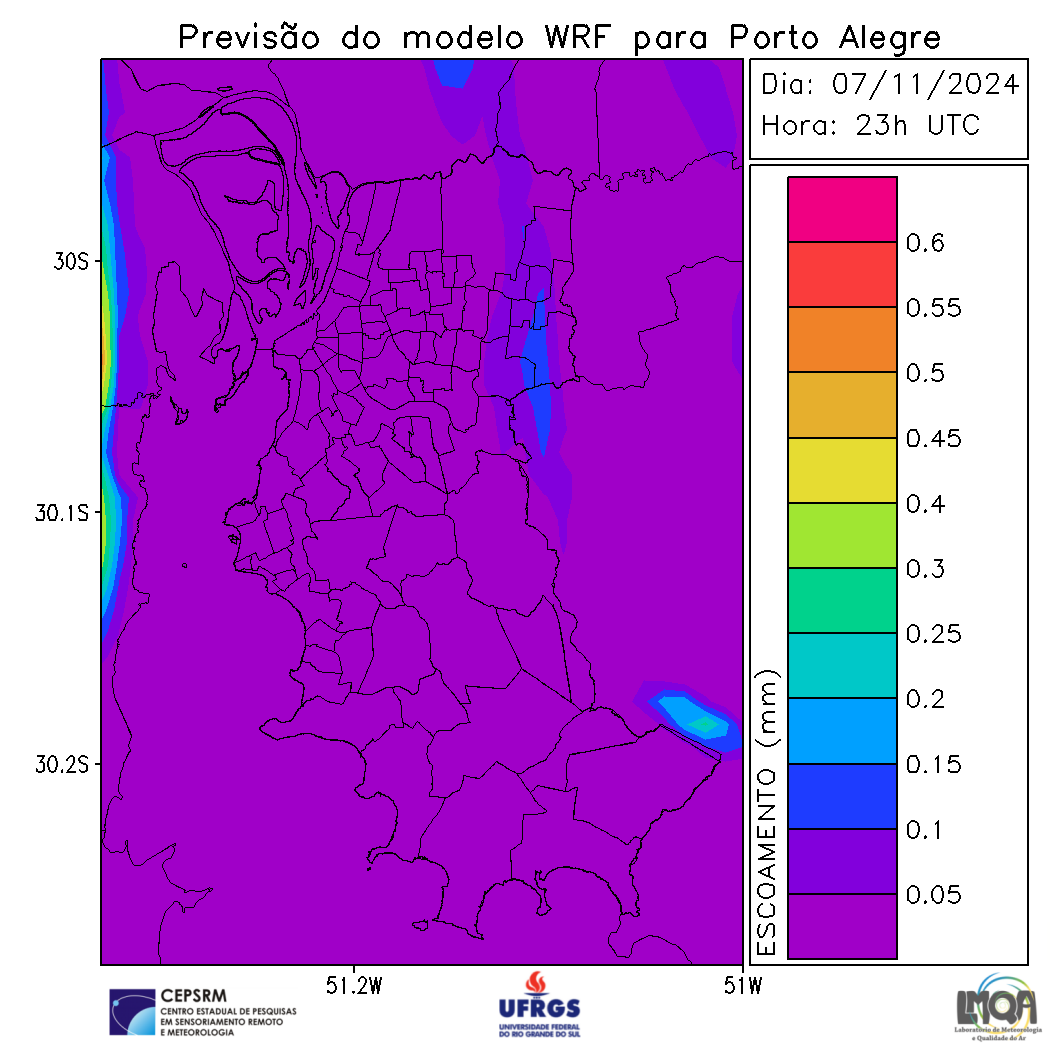 Previsão do modelo WRF para Porto Alegre
Dia: 07/11/2024
Hora: 23h UTC
30S
30.1S
30.2S
51.2W
51W
ESCOAMENTO (mm)
0.6
0.55
0.5
0.45
0.4
0.3
0.25
0.2
0.15
0.1
0.05
CEPSRM
CENTRO ESTADUAL DE PESQUISAS
EM SENSORIAMENTO REMOTO
E METEOROLOGIA
UFRGS
UNIVERSIDADE FEDERAL
DO RIO GRANDE DO SUL
LMQA
Laboratório de Meteorologia
e Qualidade do Ar